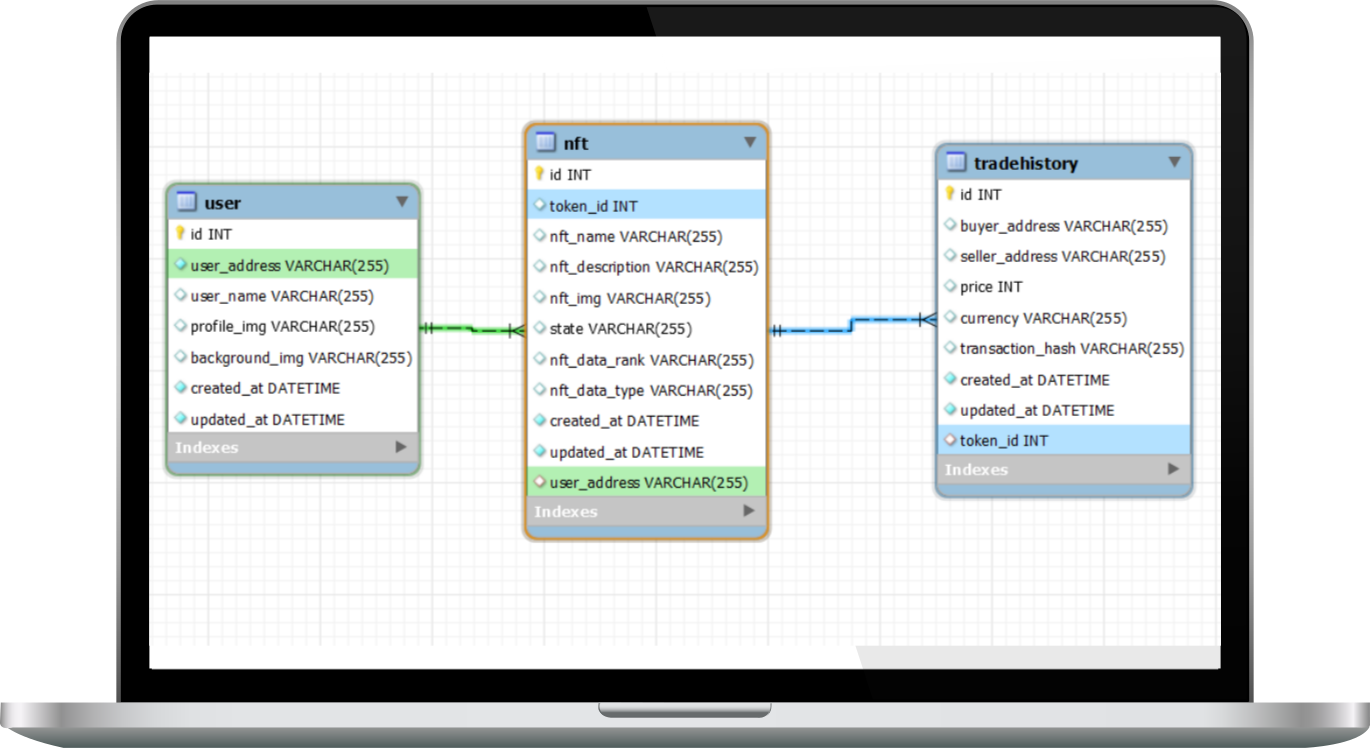 user
id INT
user_address VARCHAR(255)
user_name VARCHAR(255)
profile_img VARCHAR(255)
background_img VARCHAR(255)
created_at DATETIME
updated_at DATETIME
Indexes
nft
id INT
token_id INT
nft_name VARCHAR(255)
nft_description VARCHAR(255)
nft_img VARCHAR(255)
state VARCHAR(255)
nft_data_rank VARCHAR(255)
nft_data_type VARCHAR(255)
created_at DATETIME
updated_at DATETIME
user_address VARCHAR(255)
Indexes
tradehistory
id INT
buyer_address VARCHAR(255)
seller_address VARCHAR(255)
price INT
currency VARCHAR(255)
transaction_hash VARCHAR(255)
created_at DATETIME
updated_at DATETIME
token_id INT
Indexes